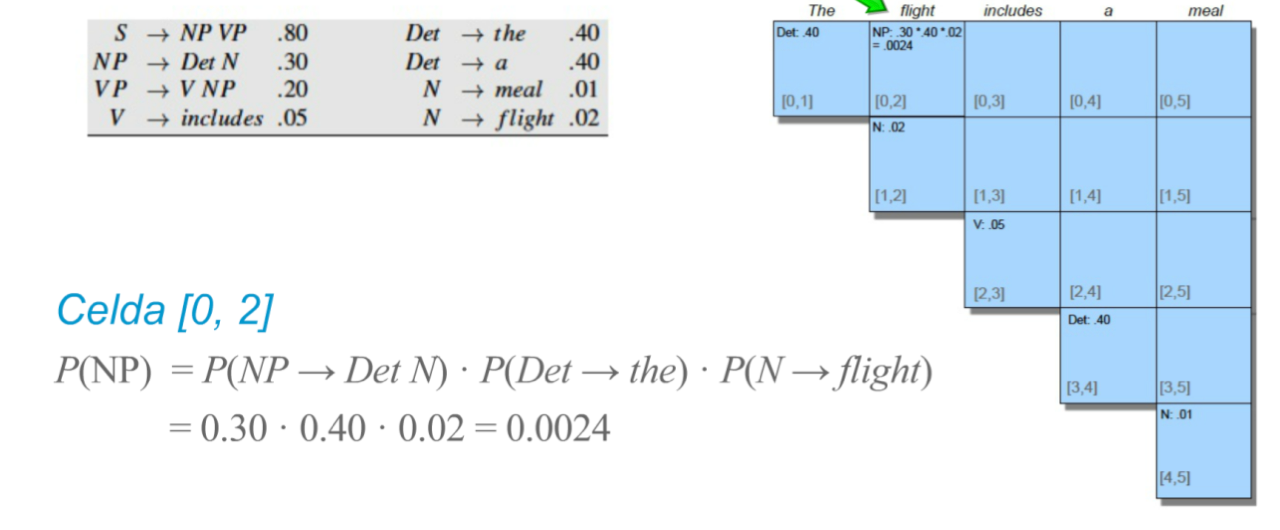 S → NP VP .80 Det → the .40
NP → Det N .30 Det → a .40
VP → V NP .20 N → meal .01
V → includes .05 N → flight .02
The flight includes a meal
Det: .40
[0,1]
NP: .30 *.40 *.02
= .0024
[0,2]
[0,3]
[0,4]
[0,5]
N: .02
[1,2]
[1,3]
[1,4]
[1,5]
V: .05
[2,3]
[2,4]
[2,5]
Det: .40
[3,4]
[3,5]
N: .01
[4,5]
Celda [0, 2]
P(NP) = P(NP → Det N) · P(Det → the) · P(N → flight)
= 0.30 · 0.40 · 0.02 = 0.0024